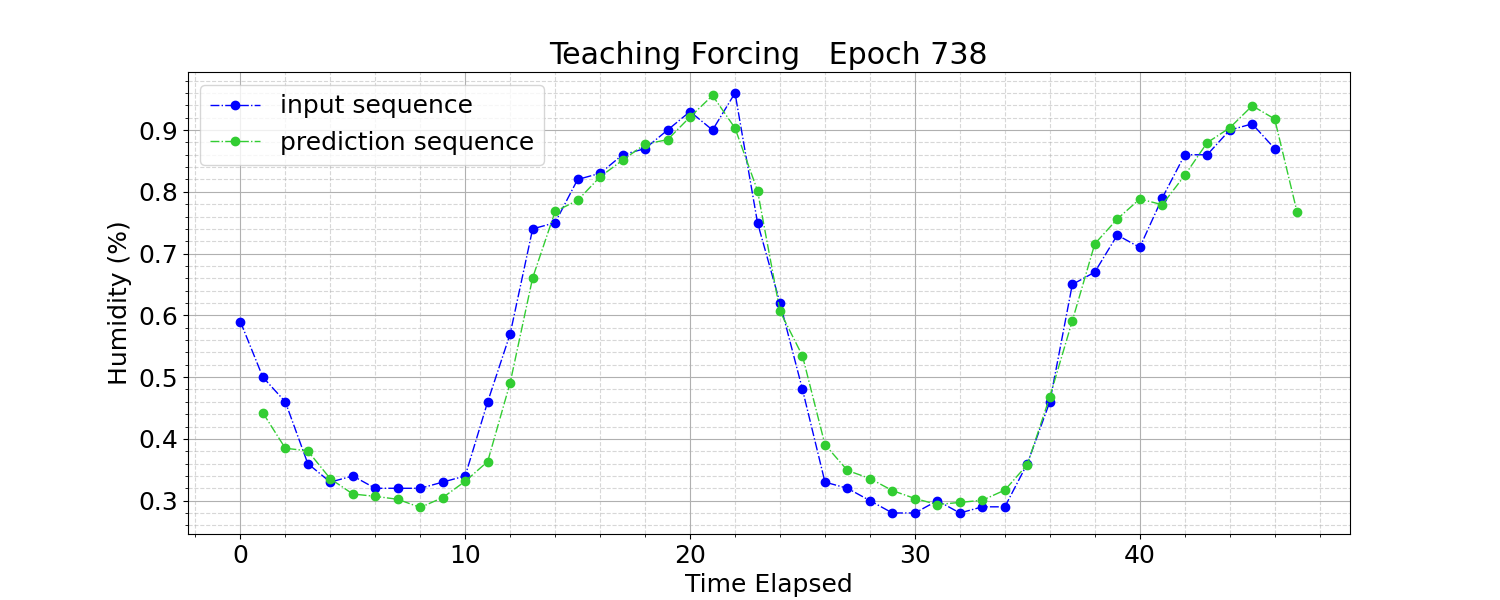 Teaching Forcing   Epoch 738
input sequence
prediction sequence
Humidity (%)
0.9
0.8
0.7
0.6
0.5
0.4
0.3
0 10 20 30 40
Time Elapsed